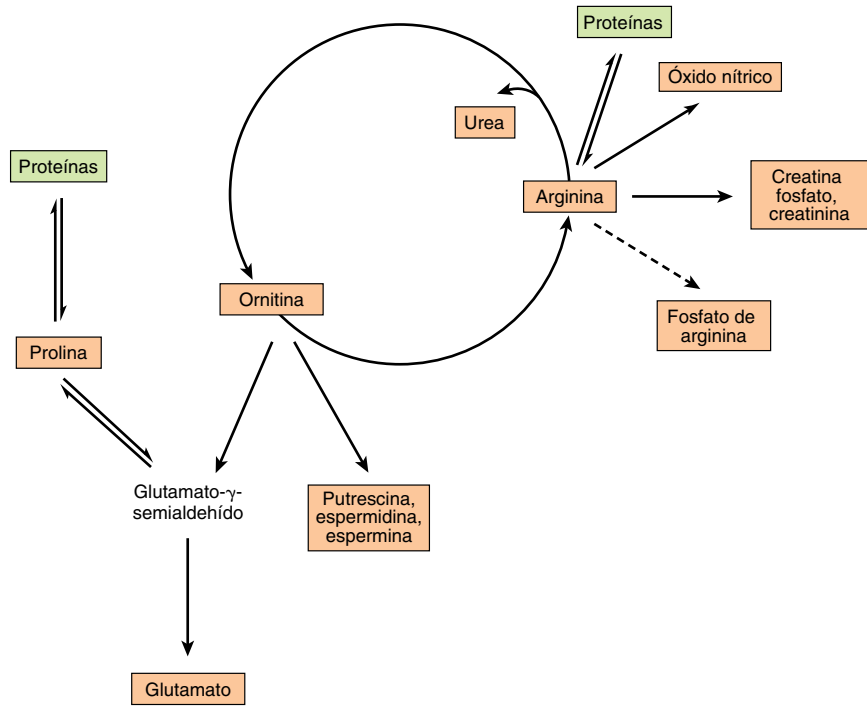 Proteínas
Óxido nítrico
Urea
Proteínas
Arginina
Creatina
fosfato,
creatinina
Ornitina
Fosfato de
arginina
Prolina
Glutamato-γ-
semialdehído
Putrescina,
espermidina,
espermina
Glutamato